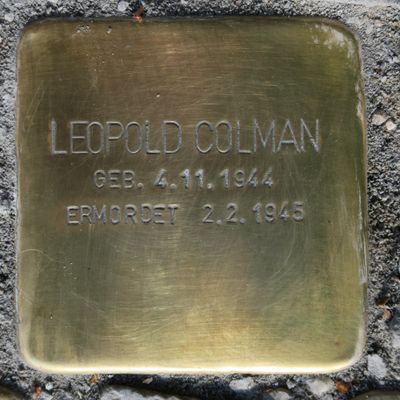 LEOPOLD COLMAN
GEB. 4.11.1944
ERMORDET 2.2.1945